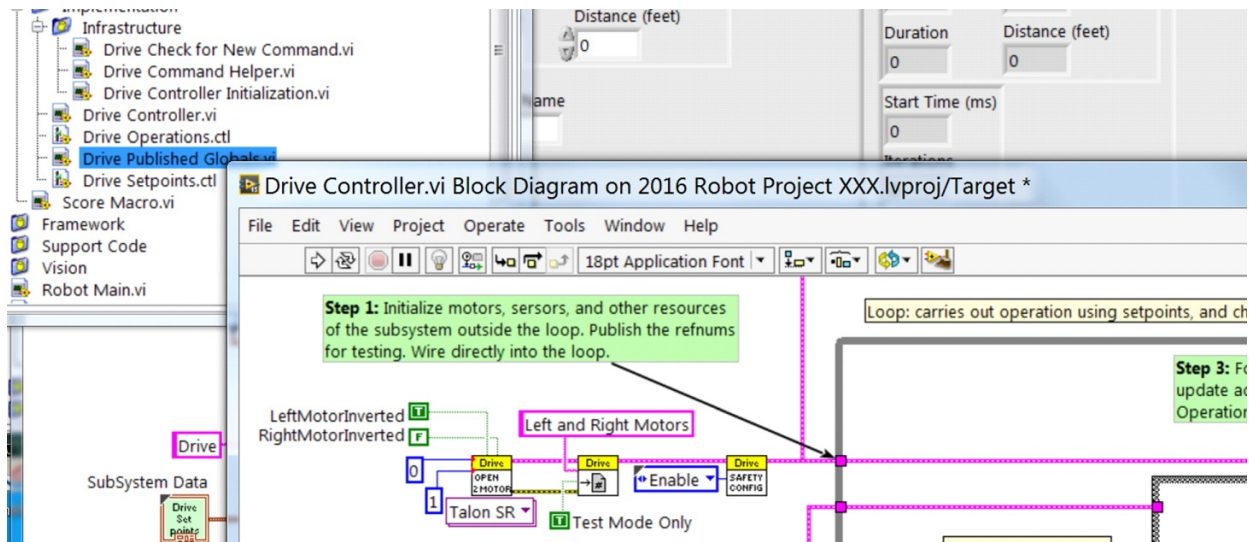 Implementation
Infrastructure
Drive Check for New Command.vi
Drive Command Helper.vi
Drive Controller Initialization.vi
Drive Controller.vi
Drive Operations.ctl
Drive Published Globals.vi
Drive Setpoints.ctl
Score Macro.vi
Framework
Support Code
Vision
Robot Main.vi
Distance (feet)
0
Duration
Distance (feet)
0
0
Start Time (ms)
0
Iterations
Drive Controller.vi Block Diagram on 2016 Robot Project XXX.lvproj/Target *
File Edit View Project Operate Tools Window Help
18pt Application Font
Step 1: Initialize motors, sersors, and other resources
of the subsystem outside the loop. Publish the refnums
for testing. Wire directly into the loop.
Loop: carries out operation using setpoints, and
Step 3:
update
LeftMotorInverted T
RightMotorInverted F
Left and Right Motors
Drive
SubSystem Data
Drive
Set
points
0
1
Drive
OPEN
2 MOTOR
Talon SR
Drive
#
Enable
Drive
SAFETY
CONFIG
T Test Mode Only